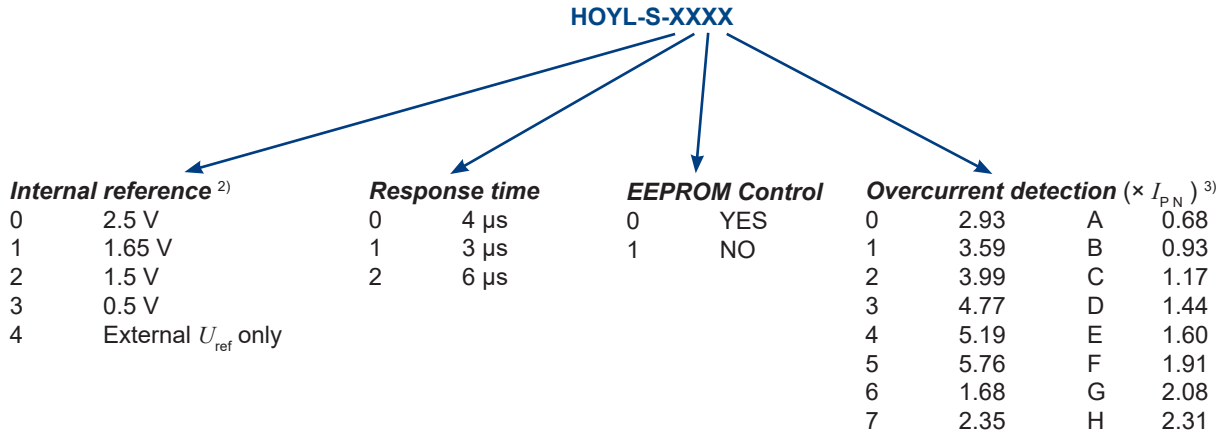 HOYL-S-XXXX
Internal reference 2) Response time EEPROM Control Overcurrent detection (× I P N ) 3)
0 2.5 V 0 4 µs 0 YES 0 2.93 A 0.68
1 1.65 V 1 3 µs 1 NO 1 3.59 B 0.93
2 1.5 V 2 6 µs 2 3.99 C 1.17
3 0.5 V 3 4.77 D 1.44
4 External U ref only 4 5.19 E 1.60
5 5.76 F 1.91
6 1.68 G 2.08
7 2.35 H 2.31